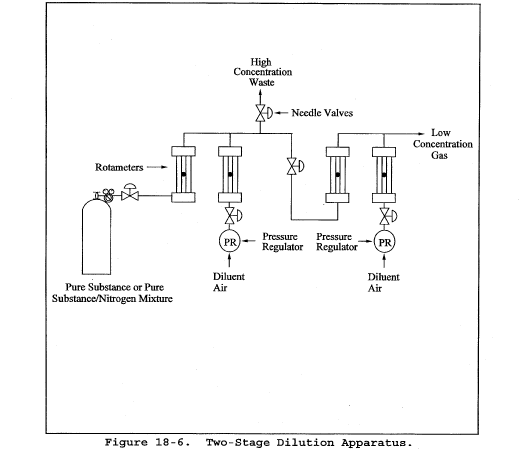 High
Concentration
Waste
Needle Valves
Low
Concentration
Gas
Rotameters
PR
Pressure
Regulator
Pressure
Regulator
PR
Diluent
Air
Diluent
Air
Pure Substance or Pure
Substance/Nitrogen Mixture
Figure 18-6. Two-Stage Dilution Apparatus.